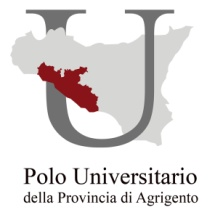 U
Polo Universitario
della Provincia di Agrigento